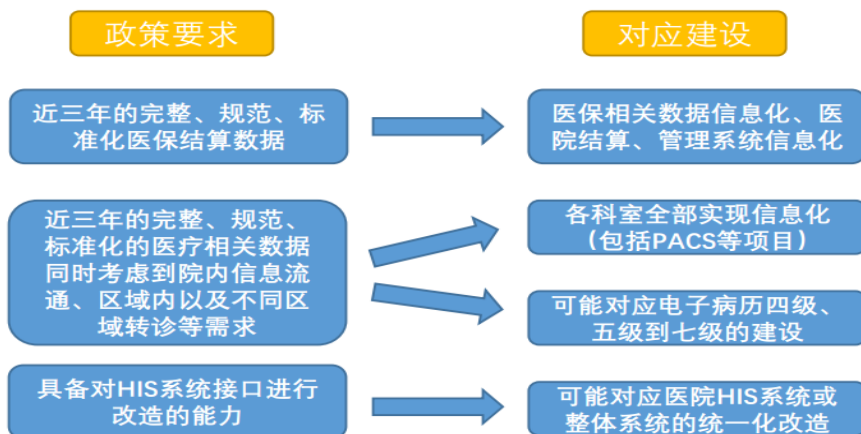 政策要求
对应建设
近三年的完整、规范、标
准化医保结算数据
医保相关数据信息化、医
院结算、管理系统信息化
近三年的完整、规范、
标准化的医疗相关数据
同时考虑到院内信息流
通、区域内以及不同区
域转诊等需求
各科室全部实现信息化
（包括PACS等项目）
可能对应电子病历四级、
五级到七级的建设
具备对HIS系统接口进行
改造的能力
可能对应医院HIS系统或
整体系统的统一化改造